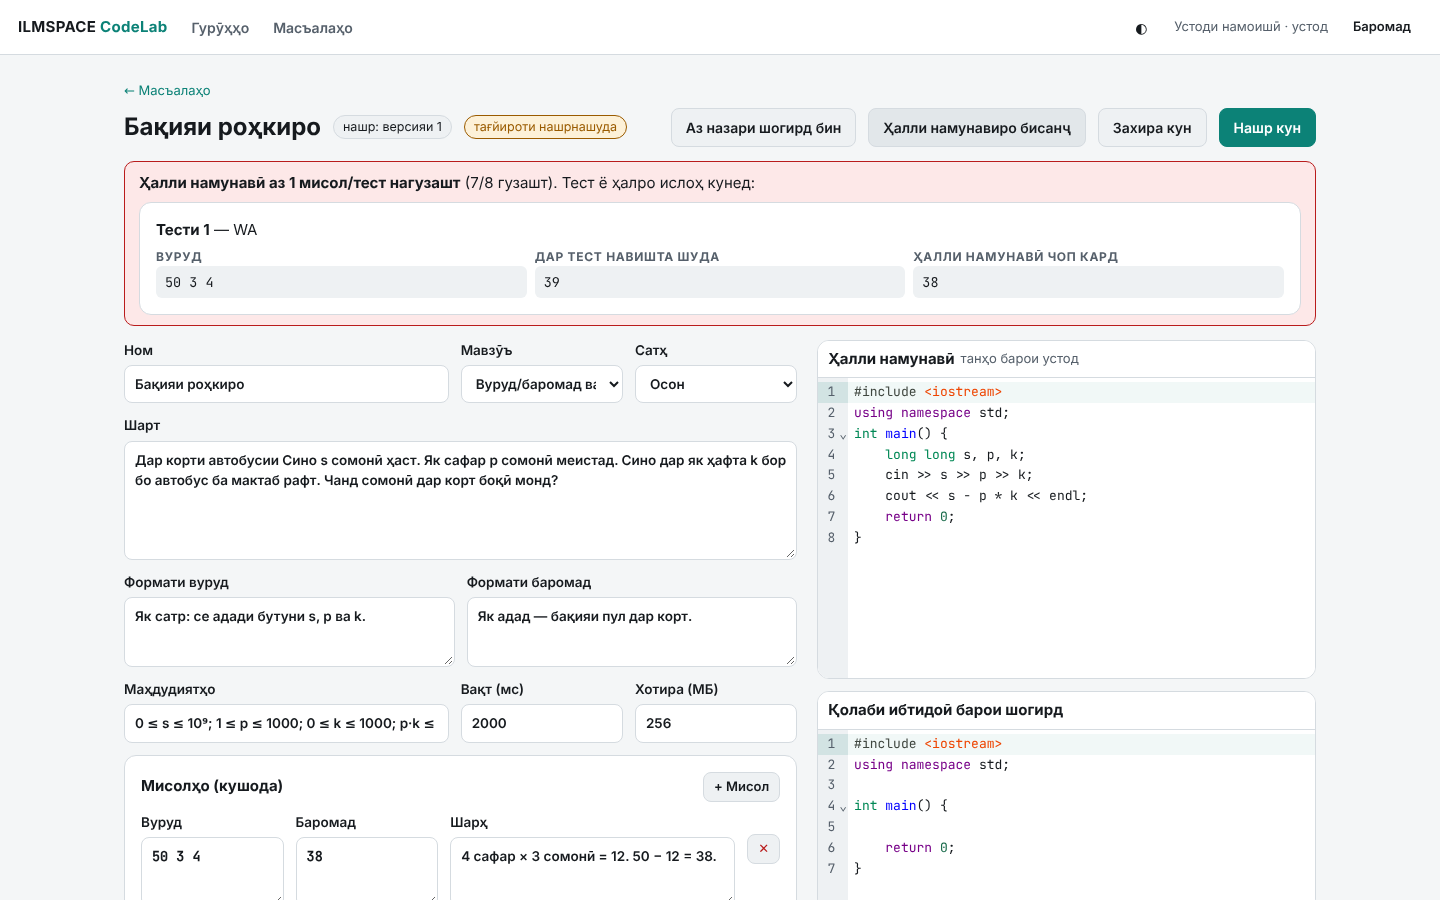 ILMSPACE CodeLab Гурӯҳҳо Масъалаҳо Устоди намоишӣ · устод Баромад
← Масъалаҳо
Бақияи роҳкиро нашр: версияи 1 тағйироти нашрнашуда Аз назари шогирд бин Ҳалли намунавиро бисанҷ Захира кун Нашр кун
Ҳалли намунавӣ аз 1 мисол/тест нагузашт (7/8 гузашт). Тест ё ҳалро ислоҳ кунед:
Тести 1 — WA
ВУРУД ДАР ТЕСТ НАВИШТА ШУДА ҲАЛЛИ НАМУНАВӢ ЧОП КАРД
50 3 4 39 38
Ном Мавзӯъ Сатҳ
Бақияи роҳкиро Вуруд/баромад ва Осон
Шарт
Дар корти автобусии Сино s сомонӣ ҳаст. Як сафар p сомонӣ меистад. Сино дар як ҳафта k бор
бо автобус ба мактаб рафт. Чанд сомонӣ дар корт боқӣ монд?
Формати вуруд Формати баромад
Як сатр: се адади бутуни s, p ва k. Як адад — бақияи пул дар корт.
Маҳдудиятҳо Вақт (мс) Хотира (МБ)
0 ≤ s ≤ 10⁹; 1 ≤ p ≤ 1000; 0 ≤ k ≤ 1000; p·k ≤ 2000 256
Мисолҳо (кушода) + Мисол
Вуруд Баромад Шарҳ
50 3 4 38 4 сафар × 3 сомонӣ = 12. 50 − 12 = 38. ×
Ҳалли намунавӣ танҳо барои устод
1 #include <iostream>
2 using namespace std;
3 int main() {
4 long long s, p, k;
5 cin >> s >> p >> k;
6 cout << s - p * k << endl;
7 return 0;
8 }
Қолаби ибтидоӣ барои шогирд
1 #include <iostream>
2 using namespace std;
3
4 int main() {
5
6 return 0;
7 }